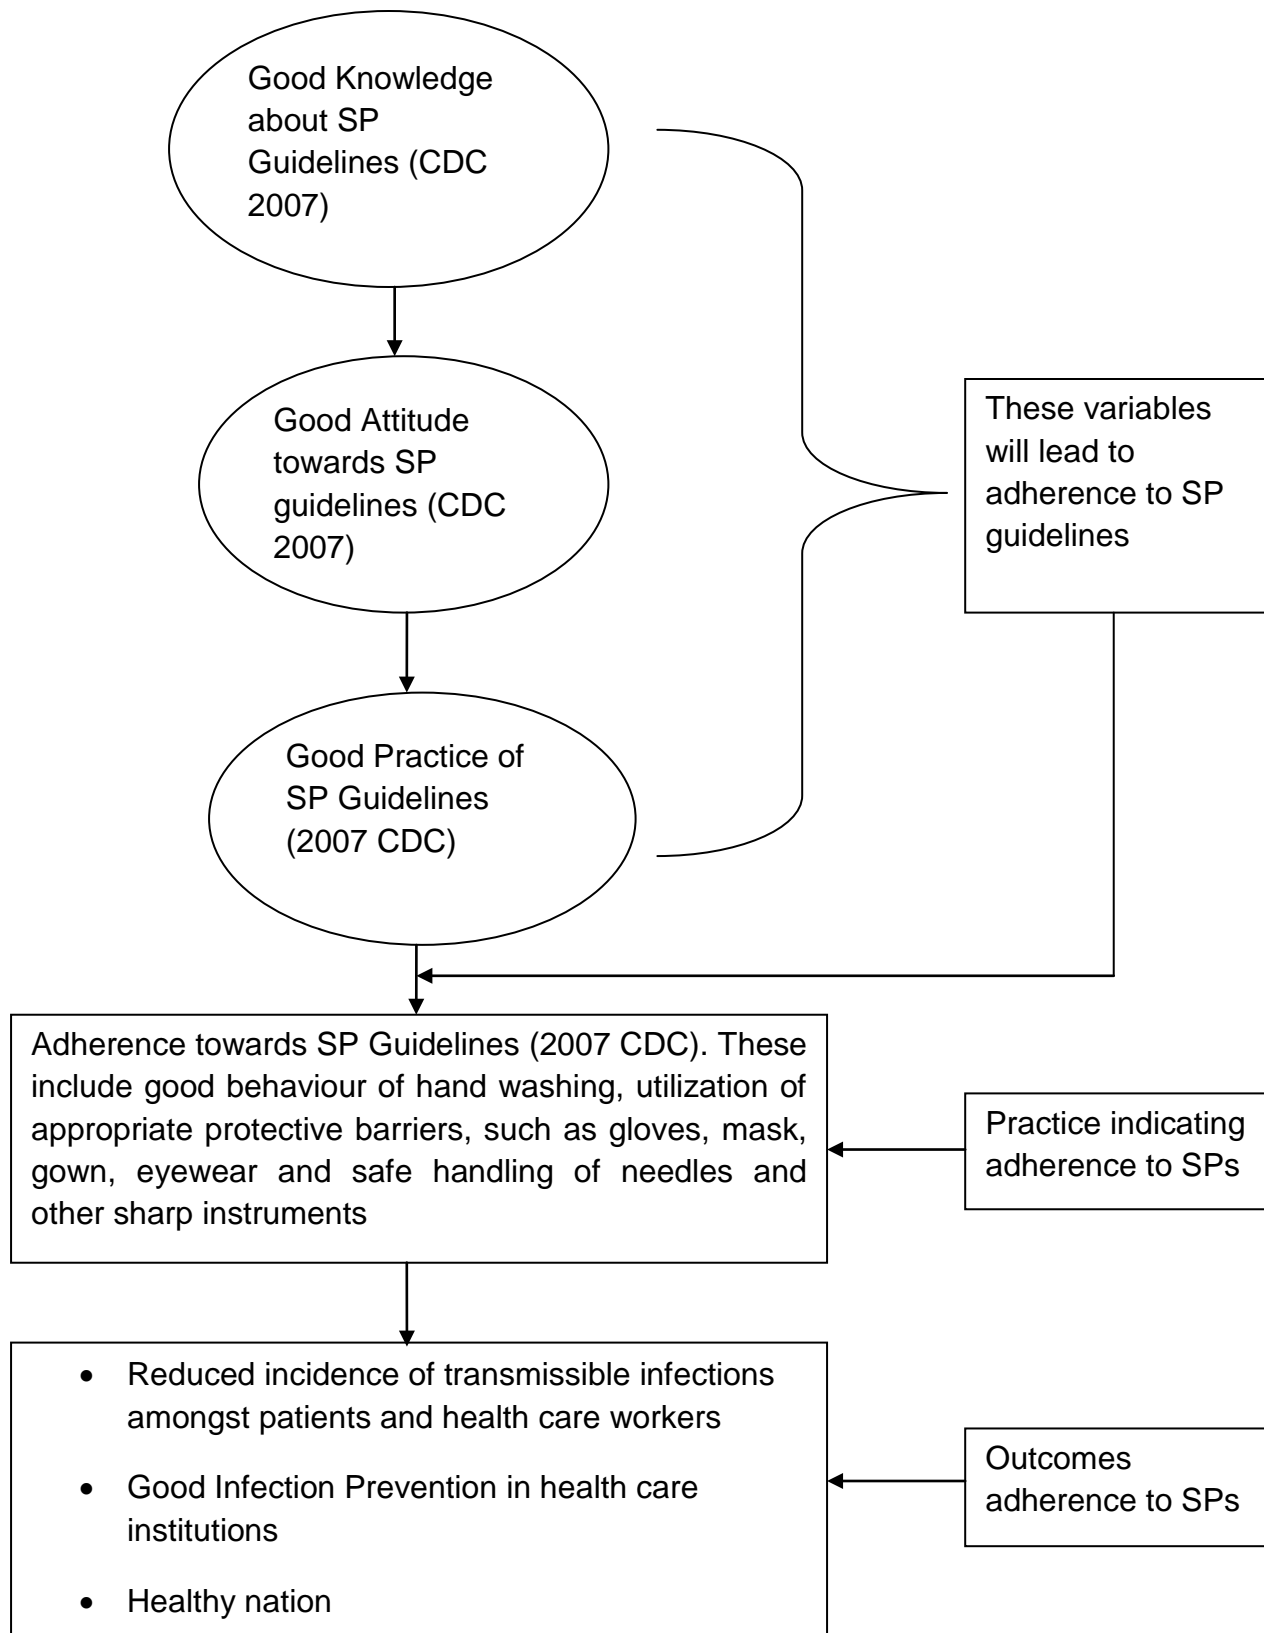 Good Knowledge
about SP
Guidelines (CDC
2007)
Good Attitude
towards SP
guidelines (CDC
2007)
These variables
will lead to
adherence to SP
guidelines
Good Practice of
SP Guidelines
(2007 CDC)
Adherence towards SP Guidelines (2007 CDC). These
include good behaviour of hand washing, utilization of
appropriate protective barriers, such as gloves, mask,
gown, eyewear and safe handling of needles and
other sharp instruments
Practice indicating
adherence to SPs
• Reduced incidence of transmissible infections
amongst patients and health care workers
• Good Infection Prevention in health care
institutions
• Healthy nation
Outcomes
adherence to SPs